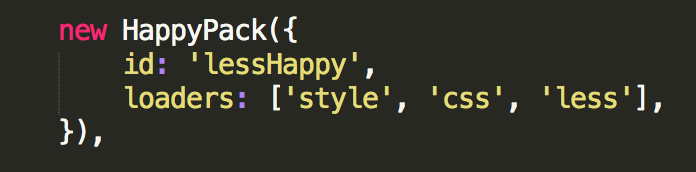 new HappyPack({
    id: 'lessHappy',
    loaders: ['style', 'css', 'less'],
}),